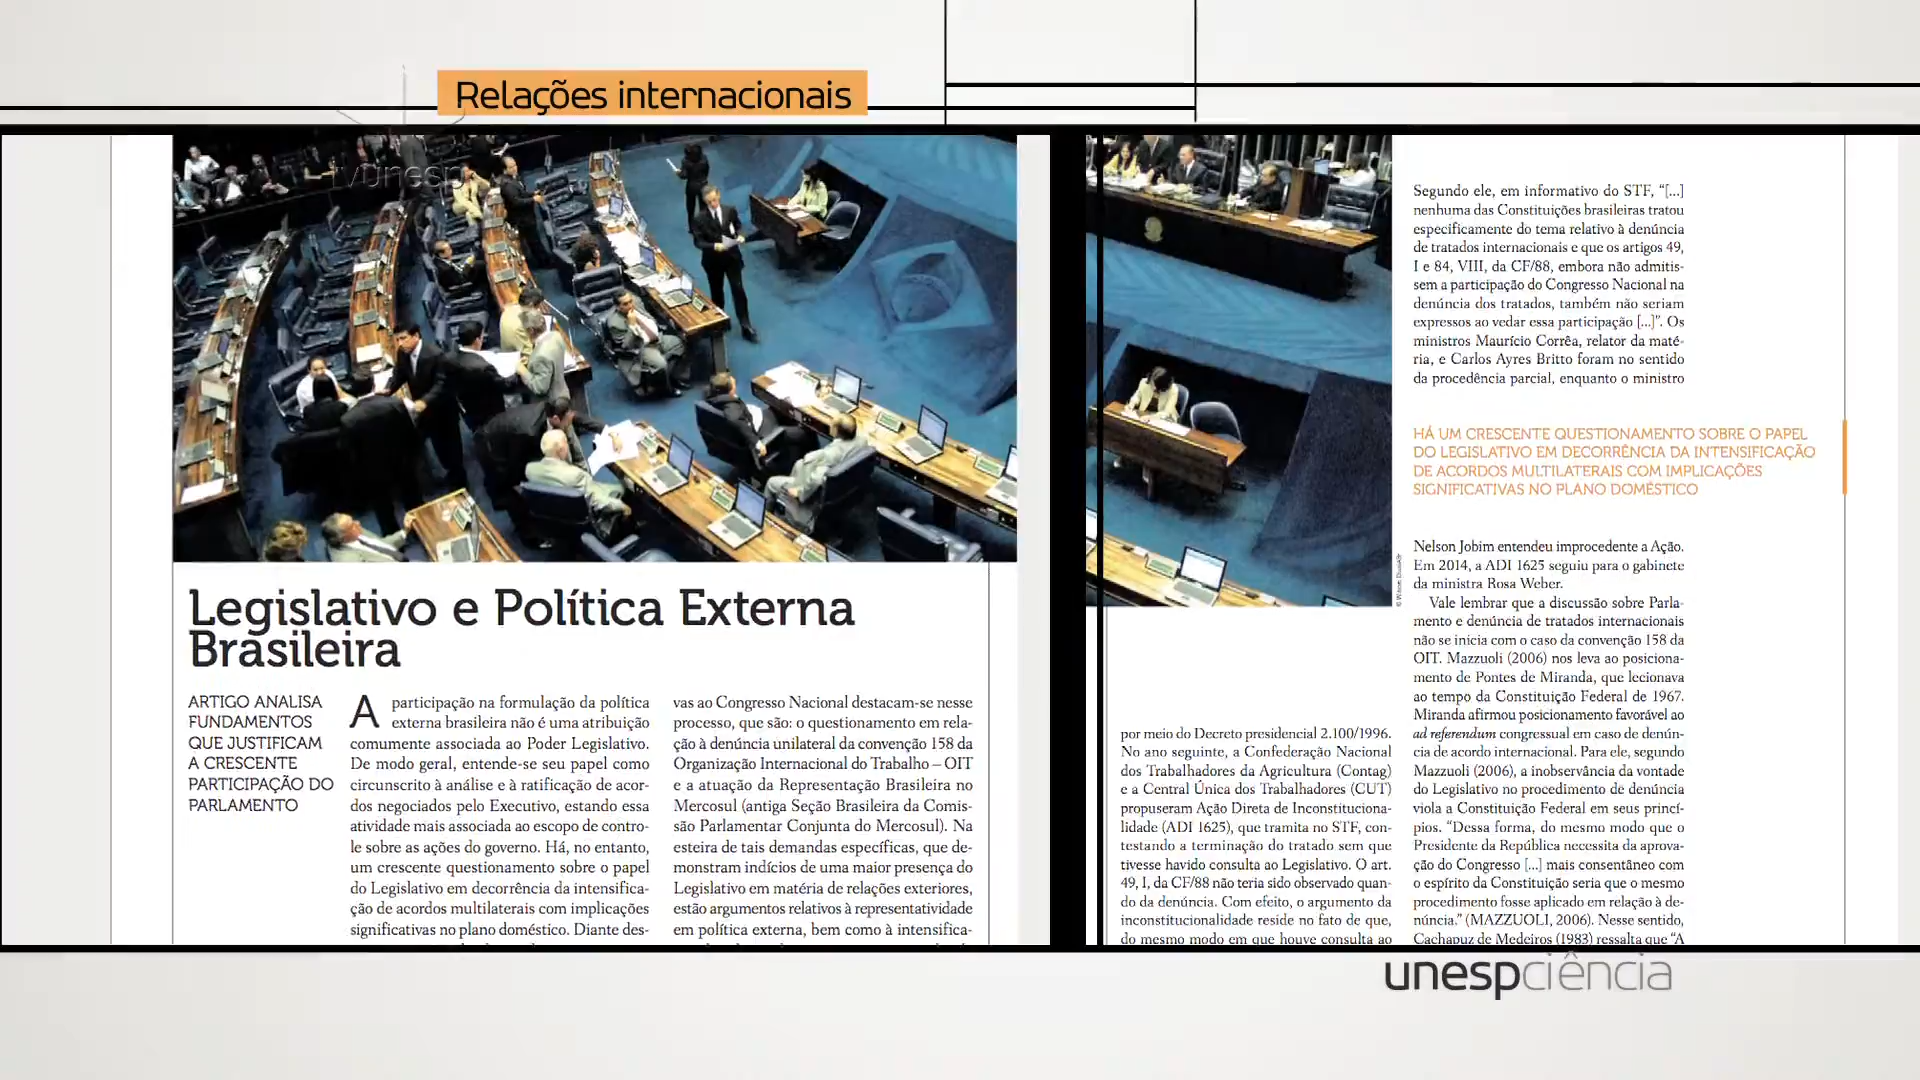 Relações internacionais
tvunesp
Legislativo e Política Externa
Brasileira
ARTIGO ANALISA
FUNDAMENTOS
QUE JUSTIFICAM
A CRESCENTE
PARTICIPAÇÃO DO
PARLAMENTO
A participação na formulação da política
externa brasileira não é uma atribuição
comumente associada ao Poder Legislativo.
De modo geral, entende-se seu papel como
circunscrito à análise e à ratificação de acor-
dos negociados pelo Executivo, estando essa
atividade mais associada ao escopo de contro-
le sobre as ações do governo. Há, no entanto,
um crescente questionamento sobre o papel
do Legislativo em decorrência da intensifica-
ção de acordos multilaterais com implicações
significativas no plano doméstico. Diante des-
vas ao Congresso Nacional destacam-se nesse
processo, que são: o questionamento em rela-
ção à denúncia unilateral da convenção 158 da
Organização Internacional do Trabalho – OIT
e a atuação da Representação Brasileira no
Mercosul (antiga Seção Brasileira da Comis-
são Parlamentar Conjunta do Mercosul). Na
esteira de tais demandas específicas, que de-
monstram indícios de uma maior presença do
Legislativo em matéria de relações exteriores,
estão argumentos relativos à representatividade
em política externa, bem como à intensifica-
por meio do Decreto presidencial 2.100/1996.
No ano seguinte, a Confederação Nacional
dos Trabalhadores da Agricultura (Contag)
e a Central Única dos Trabalhadores (CUT)
propuseram Ação Direta de Inconstituciona-
lidade (ADI 1625), que tramita no STF, con-
testando a terminação do tratado sem que
tivesse havido consulta ao Legislativo. O art.
49, I, da CF/88 não teria sido observado quan-
do da denúncia. Com efeito, o argumento da
inconstitucionalidade reside no fato de que,
do mesmo modo em que houve consulta ao
Segundo ele, em informativo do STF, “[...]
nenhuma das Constituições brasileiras tratou
especificamente do tema relativo à denúncia
de tratados internacionais e que os artigos 49,
I e 84, VIII, da CF/88, embora não admitis-
sem a participação do Congresso Nacional na
denúncia dos tratados, também não seriam
expressos ao vedar essa participação [...]”. Os
ministros Maurício Corrêa, relator da maté-
ria, e Carlos Ayres Britto foram no sentido
da procedência parcial, enquanto o ministro
HÁ UM CRESCENTE QUESTIONAMENTO SOBRE O PAPEL
DO LEGISLATIVO EM DECORRÊNCIA DA INTENSIFICAÇÃO
DE ACORDOS MULTILATERAIS COM IMPLICAÇÕES
SIGNIFICATIVAS NO PLANO DOMÉSTICO
Nelson Jobim entendeu improcedente a Ação.
Em 2014, a ADI 1625 seguiu para o gabinete
da ministra Rosa Weber.
Vale lembrar que a discussão sobre Parla-
mento e denúncia de tratados internacionais
não se inicia com o caso da convenção 158 da
OIT. Mazzuoli (2006) nos leva ao posiciona-
mento de Pontes de Miranda, que lecionava
ao tempo da Constituição Federal de 1967.
Miranda afirmou posicionamento favorável ao
ad referendum congressual em caso de denún-
cia de acordo internacional. Para ele, segundo
Mazzuoli (2006), a inobservância da vontade
do Legislativo no procedimento de denúncia
viola a Constituição Federal em seus princí-
pios. “Dessa forma, do mesmo modo que o
Presidente da República necessita da aprova-
ção do Congresso [...] mais consentâneo com
o espírito da Constituição seria que o mesmo
procedimento fosse aplicado em relação à de-
núncia.” (MAZZUOLI, 2006). Nesse sentido,
Cachapuz de Medeiros (1983) ressalta que “A
unespciência